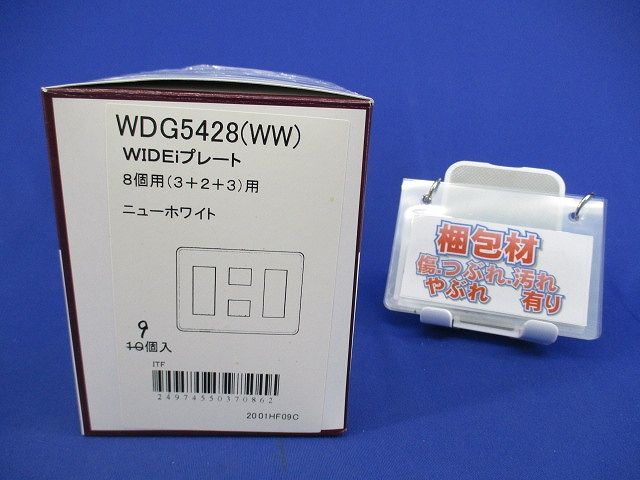 WDG5428(WW)
WIDEiプレート
8個用(3+2+3)用
ニューホワイト
9
10個入
ITF
24974550370862
2001HF09C
梱包材
傷・つぶれ・汚れ
やぶれ 有り